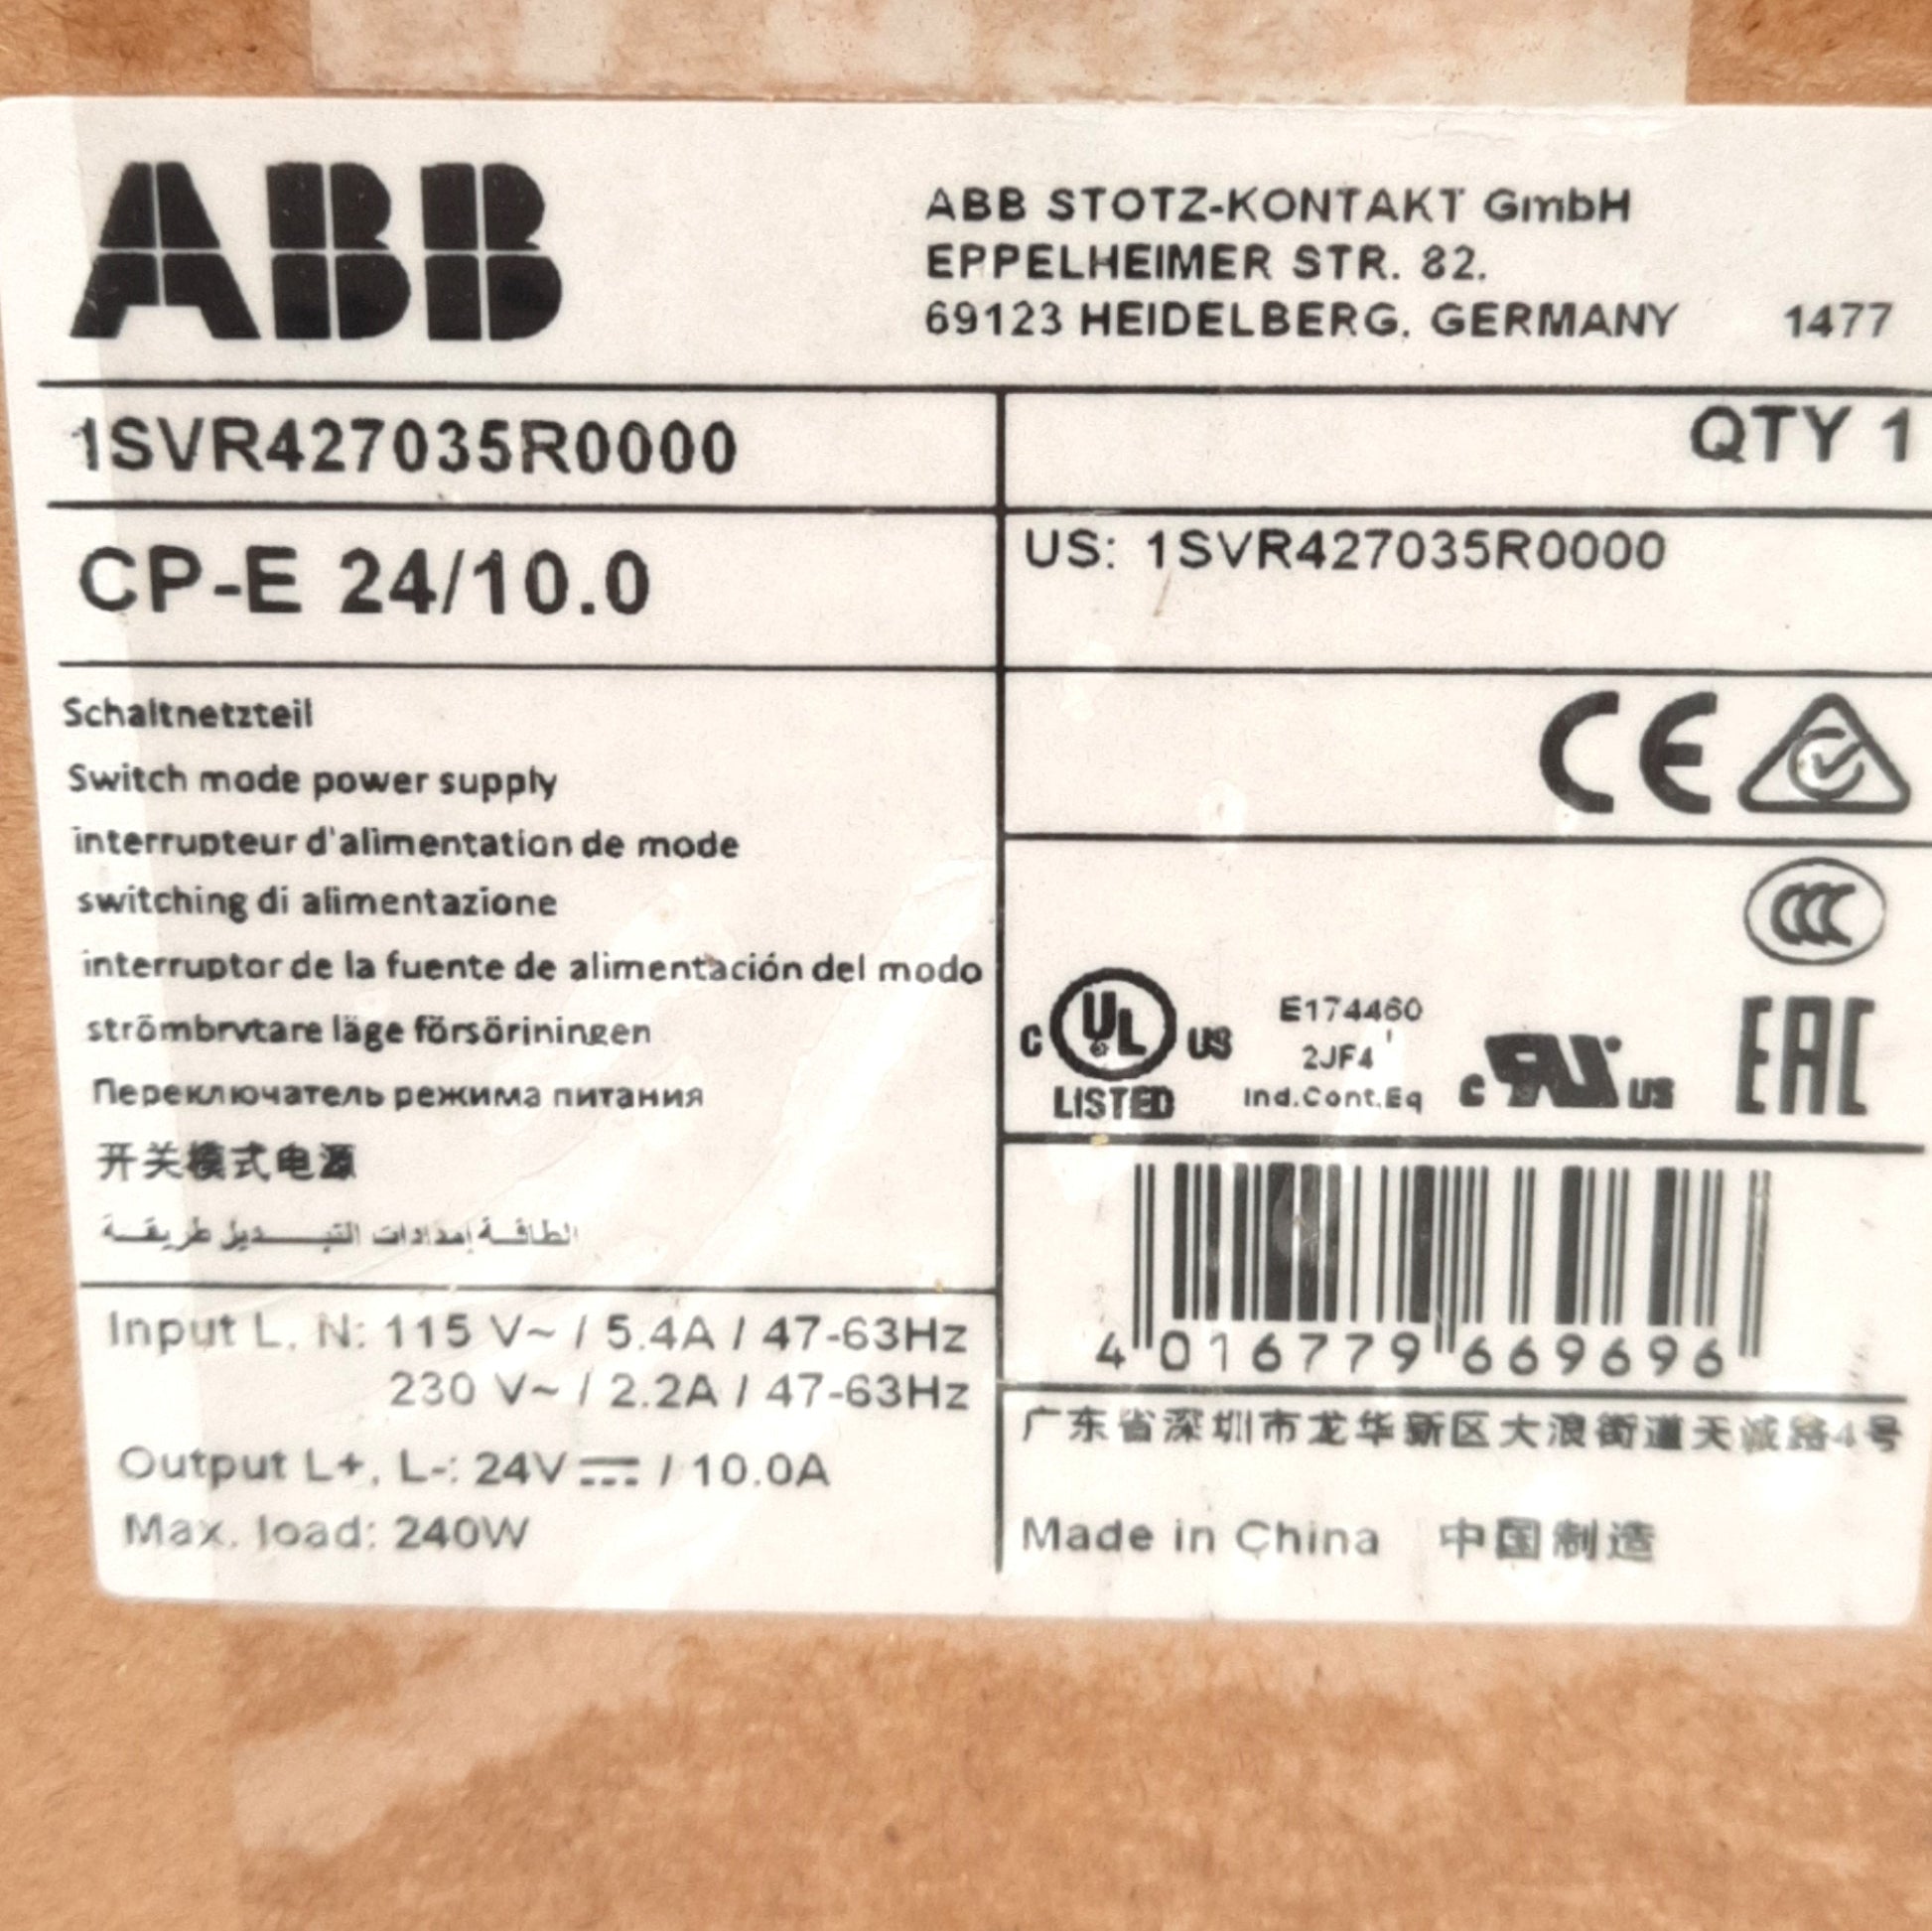 ABB
ABB STOTZ-KONTAKT GmbH
EPPELHEIMER STR. 82.
69123 HEIDELBERG. GERMANY 1477
1SVR427035R0000
QTY 1
CP-E 24/10.0
US: 1SVR427035R0000
Schaltnetzteil
Switch mode power supply
interrupteur d'alimentation de mode
switching di alimentazione
interruptor de la fuente de alimentación del modo
strömbrytare läge försörjningen
Переключатель режима питания
开关模式电源
الطاقة إمدادات التبديل طريقة
CE
CCC
C UL US
LISTED
E174460
2JF4
Ind.Cont.Eq
C RU US
EAC
Input L, N: 115 V~ / 5.4A / 47-63Hz
230 V~ / 2.2A / 47-63Hz
Output L+, L-: 24V ⎓ / 10.0A
Max. load: 240W
4 016779 669696
广东省深圳市龙华新区大浪街道天诚路4号
Made in China 中国制造